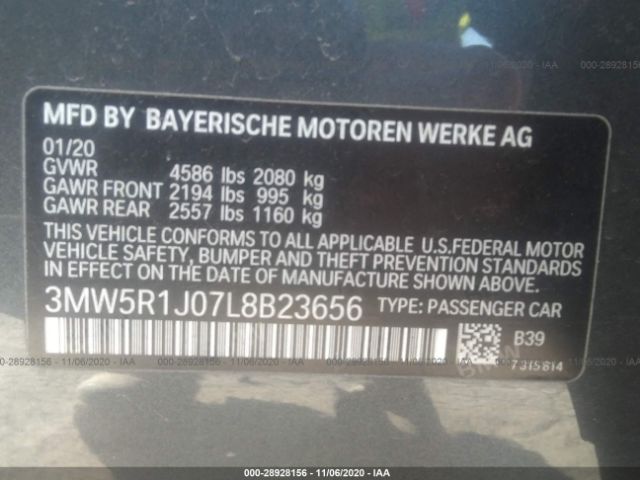 MFD BY BAYERISCHE MOTOREN WERKE AG
01/20
GVWR 4586 lbs 2080 kg
GAWR FRONT 2194 lbs 995 kg
GAWR REAR 2557 lbs 1160 kg
THIS VEHICLE CONFORMS TO ALL APPLICABLE U.S.FEDERAL MOTOR
VEHICLE SAFETY, BUMPER AND THEFT PREVENTION STANDARDS
IN EFFECT ON THE DATE OF MANUFACTURE SHOWN ABOVE.
3MW5R1J07L8B23656 TYPE: PASSENGER CAR
B39
7315814
000-28928156 - 11/06/2020 - IAA